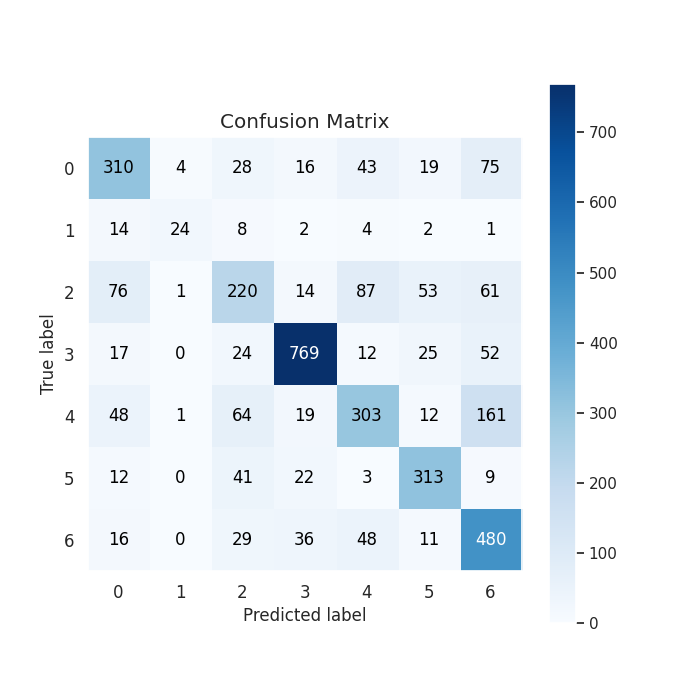 Confusion Matrix
0 310 4 28 16 43 19 75
1 14 24 8 2 4 2 1
2 76 1 220 14 87 53 61
3 17 0 24 769 12 25 52
4 48 1 64 19 303 12 161
5 12 0 41 22 3 313 9
6 16 0 29 36 48 11 480
0 1 2 3 4 5 6
Predicted label
True label
700
600
500
400
300
200
100
0